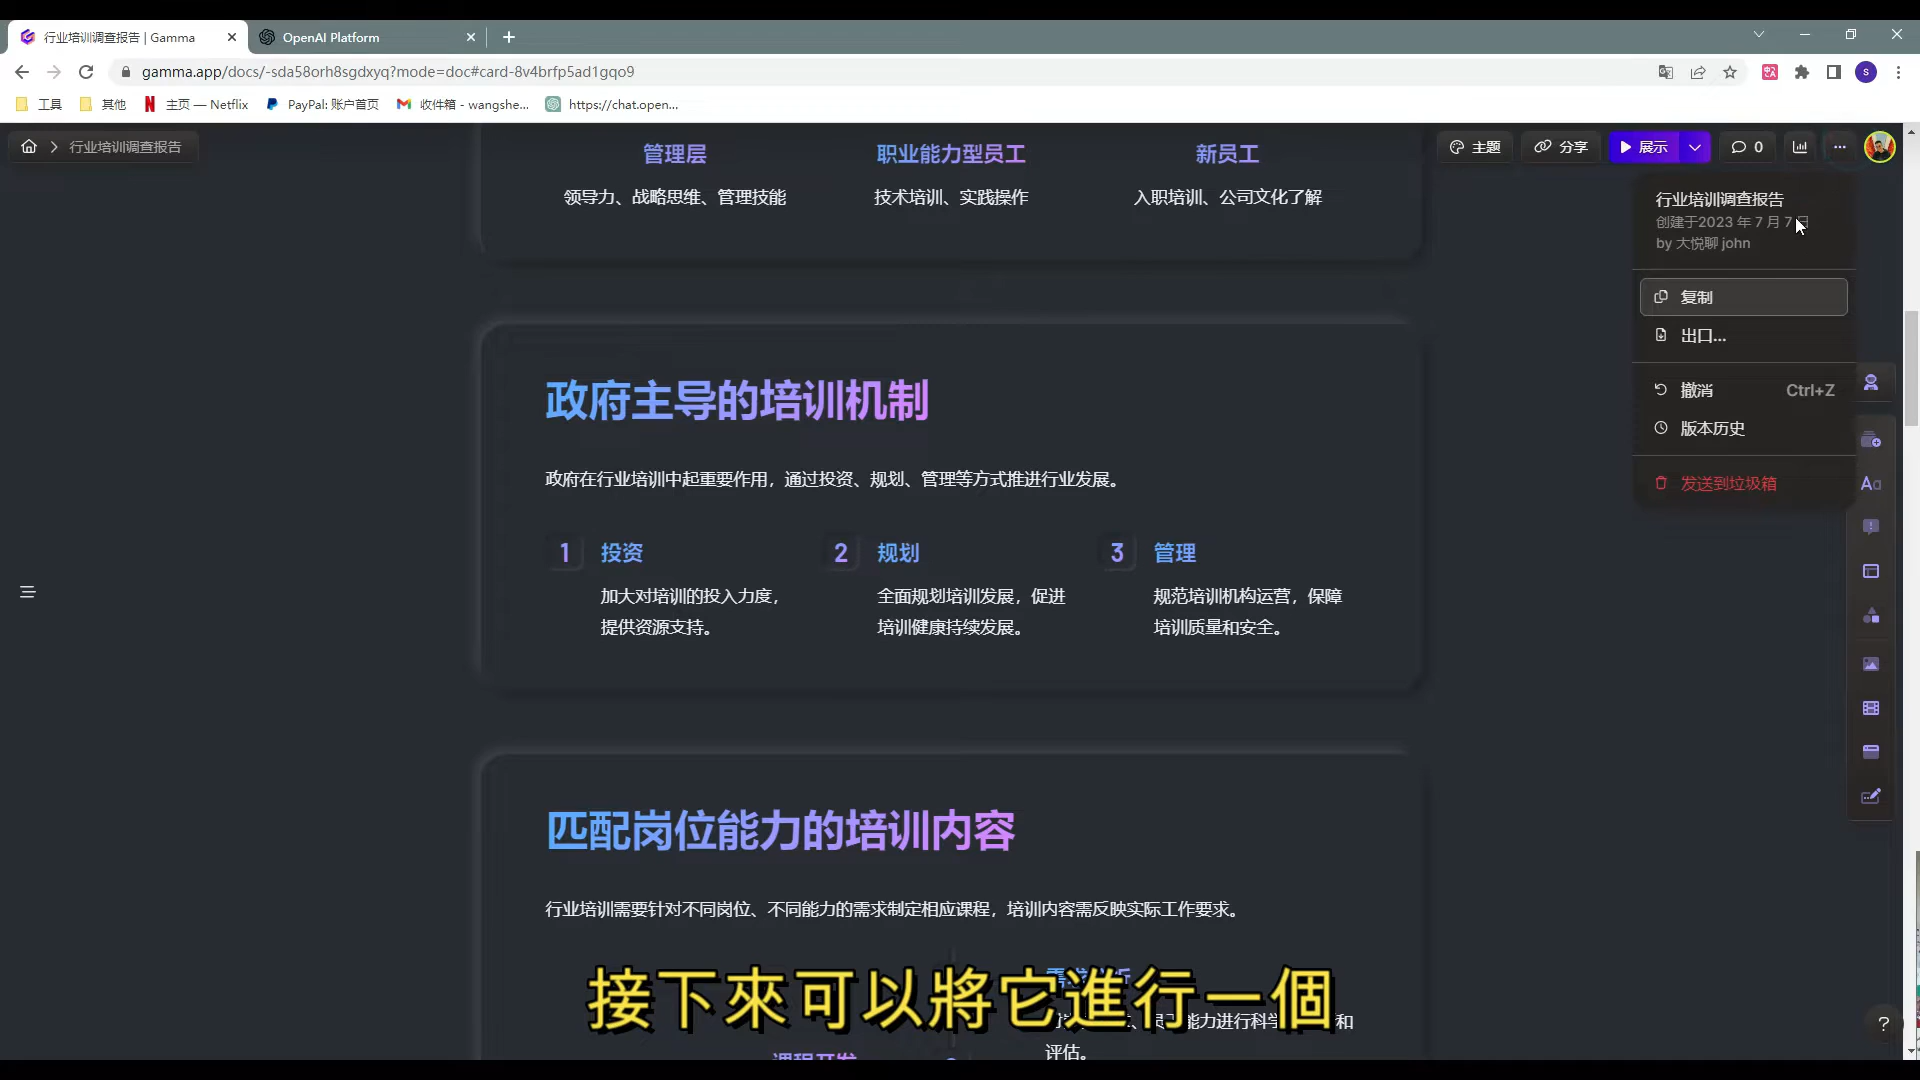 行业培训调查报告 | Gamma
OpenAI Platform
gamma.app/docs/-sda58orh8sgdxyq?mode=doc#card-8v4brfp5ad1gqo9
工具
其他
主页 — Netflix
PayPal: 账户首页
收件箱 - wangshe...
https://chat.open...
行业培训调查报告
主题
分享
展示
0
管理层
职业能力型员工
新员工
领导力、战略思维、管理技能
技术培训、实践操作
入职培训、公司文化了解
行业培训调查报告
创建于2023 年 7 月 7 日
by 大悦聊 john
复制
出口...
撤消 Ctrl+Z
版本历史
发送到垃圾箱
Aa
政府主导的培训机制
政府在行业培训中起重要作用，通过投资、规划、管理等方式推进行业发展。
1 投资
加大对培训的投入力度，
提供资源支持。
2 规划
全面规划培训发展，促进
培训健康持续发展。
3 管理
规范培训机构运营，保障
培训质量和安全。
匹配岗位能力的培训内容
行业培训需要针对不同岗位、不同能力的需求制定相应课程，培训内容需反映实际工作要求。
能力进行科学
和
评估。
课程开发
接下來可以將它進行一個
?